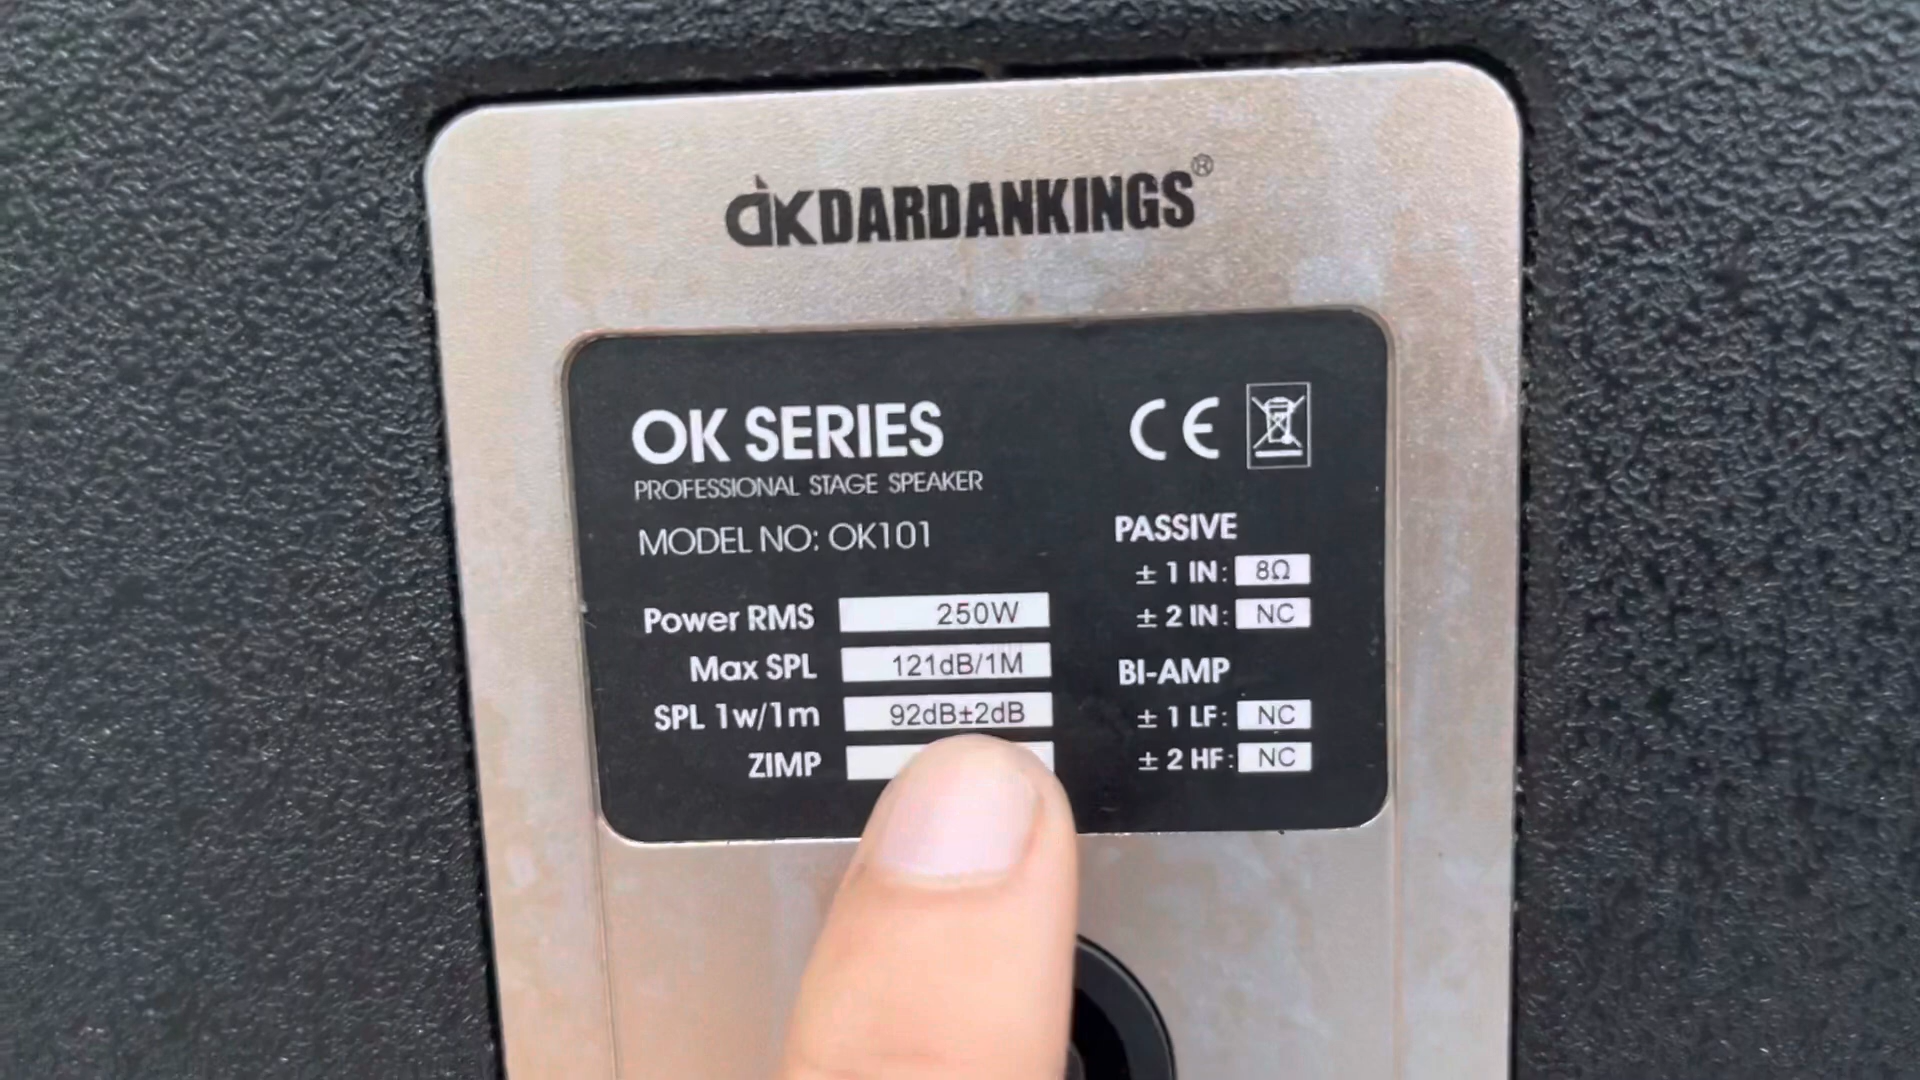 DKDARDANKINGS®
OK SERIES
PROFESSIONAL STAGE SPEAKER
MODEL NO: OK101
Power RMS 250W
Max SPL 121dB/1M
SPL 1w/1m 92dB±2dB
ZIMP
CE
PASSIVE
± 1 IN: 8Ω
± 2 IN: NC
BI-AMP
± 1 LF: NC
± 2 HF: NC